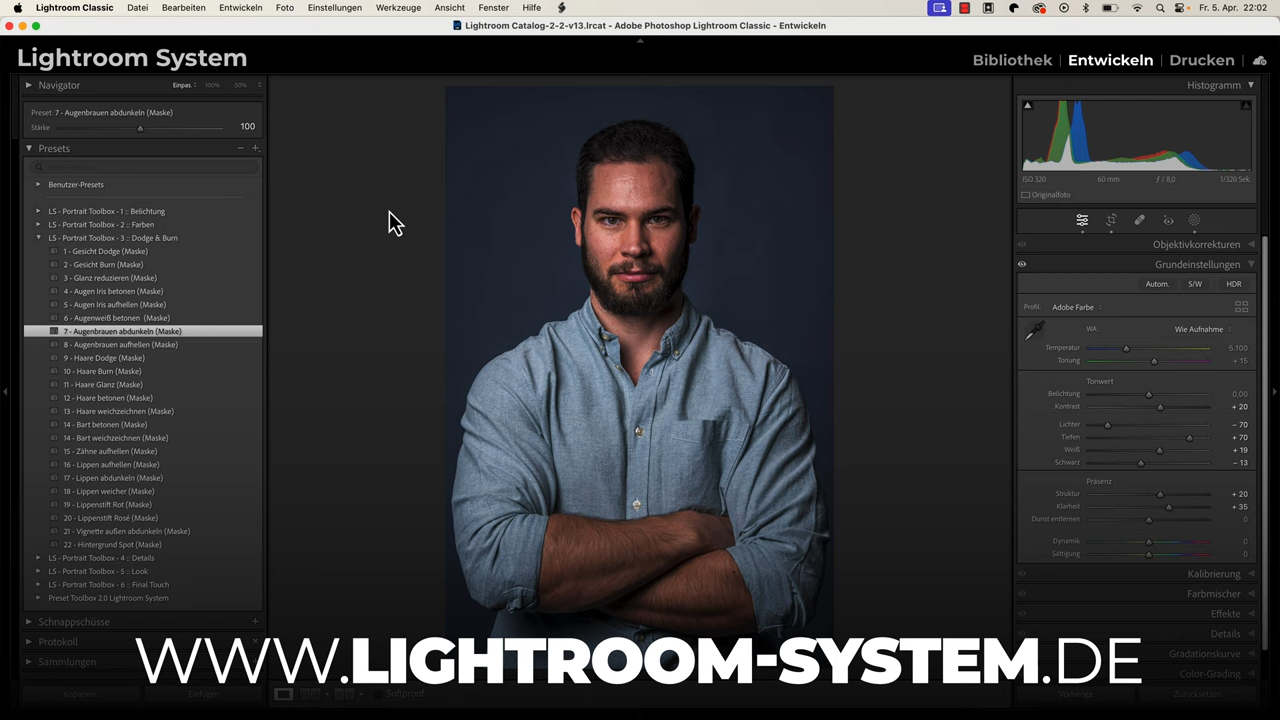 Lightroom Classic Datei Bearbeiten Entwickeln Foto Einstellungen Werkzeuge Ansicht Fenster Hilfe Fr. 5. Apr. 22:02
Lightroom Catalog-2-2-v13.lrcat - Adobe Photoshop Lightroom Classic - Entwickeln
Lightroom System
Bibliothek | Entwickeln | Drucken
Navigator Einpas. 100% 50%
Histogramm
Preset: 7 - Augenbrauen abdunkeln (Maske)
Stärke 100
Presets
Benutzer-Presets
LS - Portrait Toolbox - 1 :: Belichtung
LS - Portrait Toolbox - 2 :: Farben
LS - Portrait Toolbox - 3 :: Dodge & Burn
1 - Gesicht Dodge (Maske)
2 - Gesicht Burn (Maske)
3 - Glanz reduzieren (Maske)
4 - Augen Iris betonen (Maske)
5 - Augen Iris aufhellen (Maske)
6 - Augenweiß betonen (Maske)
7 - Augenbrauen abdunkeln (Maske)
8 - Augenbrauen aufhellen (Maske)
9 - Haare Dodge (Maske)
10 - Haare Burn (Maske)
11 - Haare Glanz (Maske)
12 - Haare betonen (Maske)
13 - Haare weichzeichnen (Maske)
14 - Bart betonen (Maske)
14 - Bart weichzeichnen (Maske)
15 - Zähne aufhellen (Maske)
16 - Lippen aufhellen (Maske)
17 - Lippen abdunkeln (Maske)
18 - Lippen weicher (Maske)
19 - Lippenstift Rot (Maske)
20 - Lippenstift Rosé (Maske)
21 - Vignette außen abdunkeln (Maske)
22 - Hintergrund Spot (Maske)
LS - Portrait Toolbox - 4 :: Details
LS - Portrait Toolbox - 5 :: Look
LS - Portrait Toolbox - 6 :: Final Touch
Preset Toolbox 2.0 Lightroom System
Schnappschüsse
Protokoll
Sammlungen
Kopieren... Einfügen
Softproof
ISO 320 60 mm ƒ / 8,0 1/320 Sek.
Originalfoto
Objektivkorrekturen
Grundeinstellungen
Autom. S/W HDR
Profil: Adobe Farbe
WA: Wie Aufnahme
Temperatur 5.100
Tonung + 15
Tonwert
Belichtung 0,00
Kontrast + 20
Lichter – 70
Tiefen + 70
Weiß + 19
Schwarz – 13
Präsenz
Struktur + 20
Klarheit + 35
Dunst entfernen 0
Dynamik 0
Sättigung 0
Kalibrierung
Farbmischer
Effekte
Details
Gradationskurve
Color-Grading
Vorherige Zurücksetzen
WWW.LIGHTROOM-SYSTEM.DE